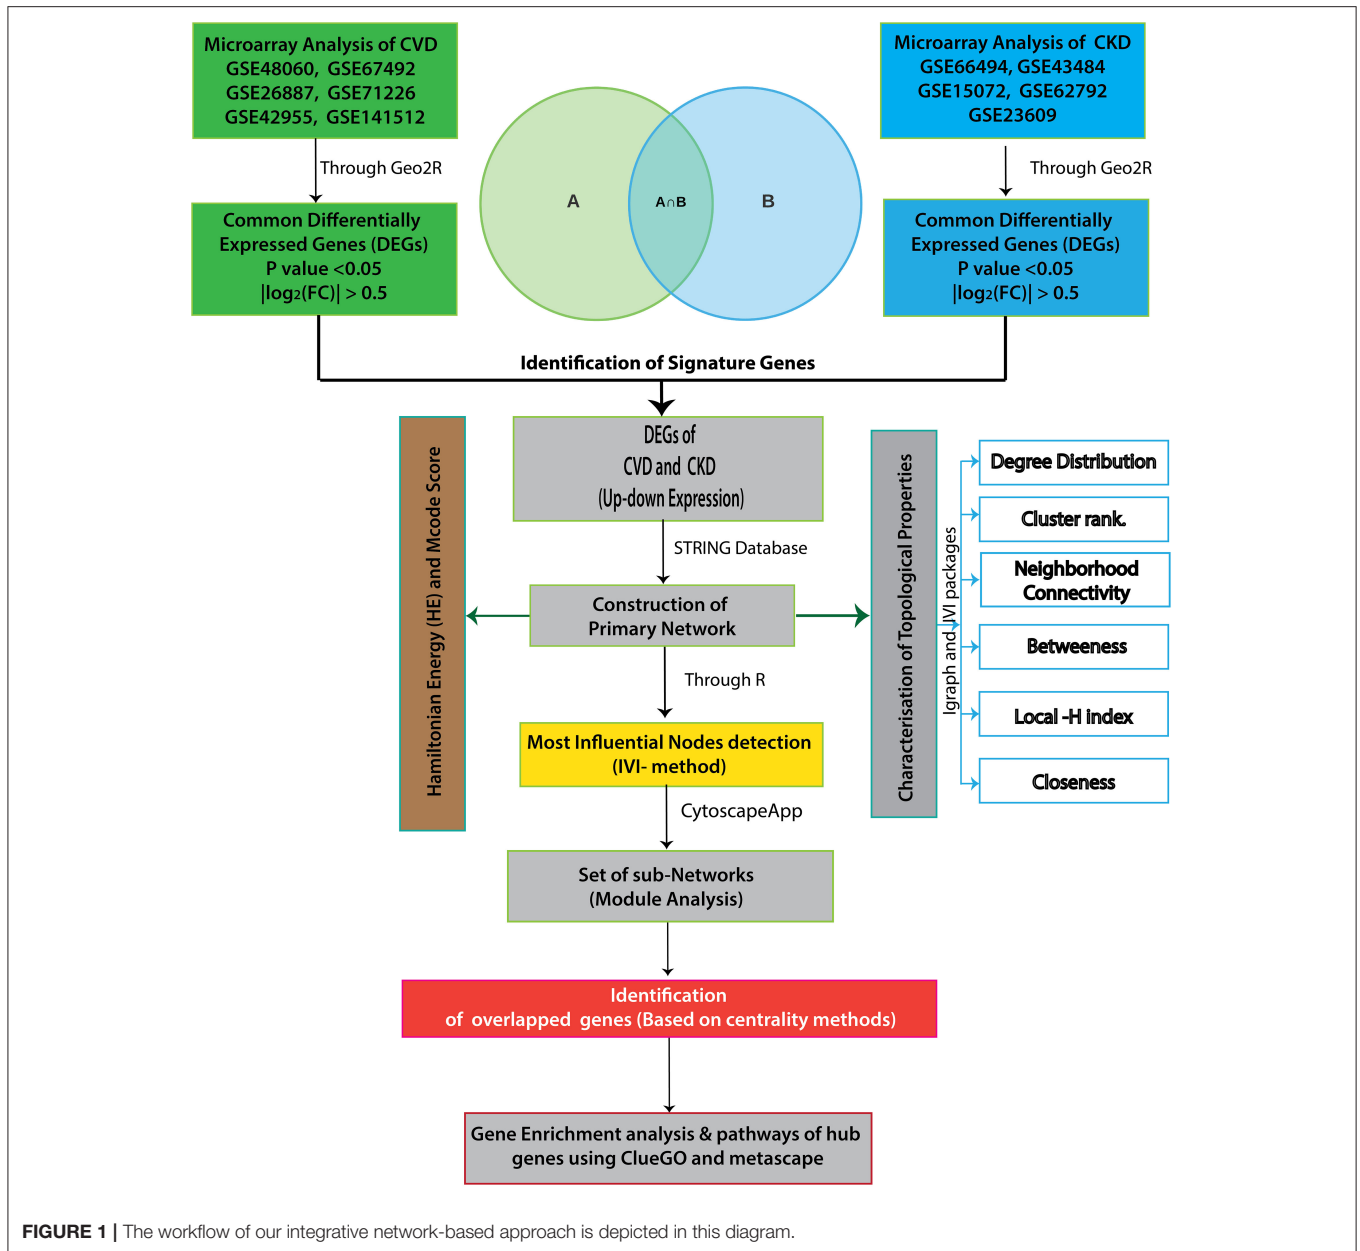 Microarray Analysis of CVD
GSE48060, GSE67492
GSE26887, GSE71226
GSE42955, GSE141512
Through Geo2R
Common Differentially
Expressed Genes (DEGs)
P value <0.05
|log2(FC)| > 0.5
A
A∩B
B
Microarray Analysis of CKD
GSE66494, GSE43484
GSE15072, GSE62792
GSE23609
Through Geo2R
Common Differentially
Expressed Genes (DEGs)
P value <0.05
|log2(FC)| > 0.5
Identification of Signature Genes
DEGs of
CVD and CKD
(Up-down Expression)
STRING Database
Construction of
Primary Network
Hamiltonian Energy (HE) and Mcode Score
Characterisation of Topological Properties
Igraph and IVI packages
Degree Distribution
Cluster rank.
Neighborhood
Connectivity
Betweeness
Local -H index
Closeness
Through R
Most Influential Nodes detection
(IVI- method)
CytoscapeApp
Set of sub-Networks
(Module Analysis)
Identification
of overlapped genes (Based on centrality methods)
Gene Enrichment analysis & pathways of hub
genes using ClueGO and metascape
FIGURE 1 | The workflow of our integrative network-based approach is depicted in this diagram.